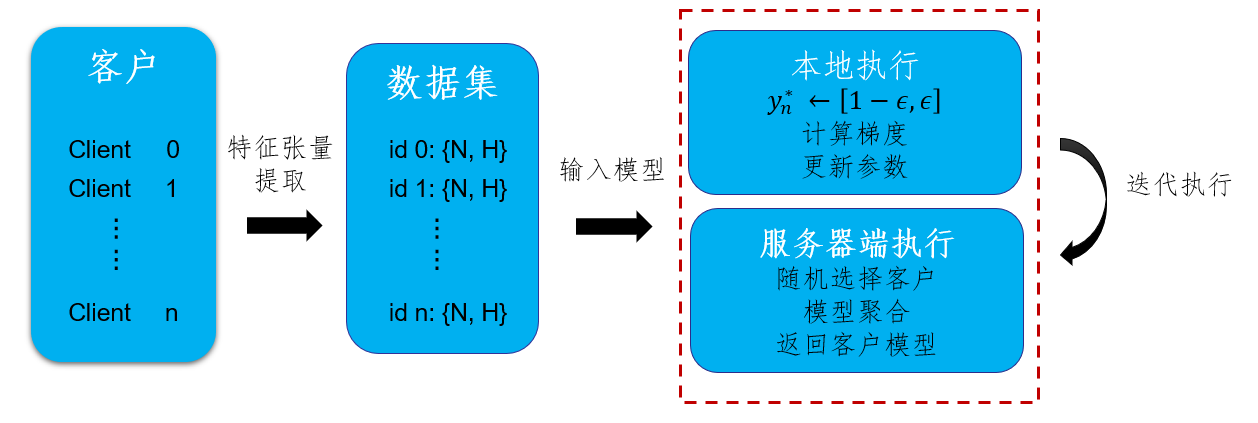 客户
Client 0
Client 1
⋮
⋮
Client n
特征张量
提取
数据集
id 0: {N, H}
id 1: {N, H}
⋮
⋮
id n: {N, H}
输入模型
本地执行
y_n^* ← [1 − ϵ, ϵ]
计算梯度
更新参数
服务器端执行
随机选择客户
模型聚合
返回客户模型
迭代执行